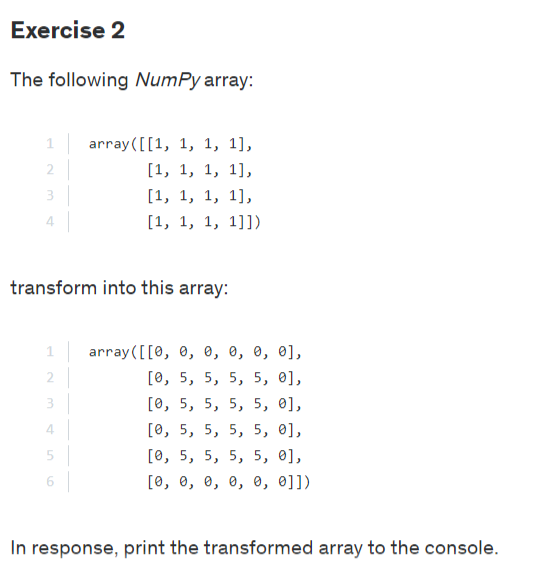 Exercise 2
The following NumPy array:
1 array([[1, 1, 1, 1],
2 [1, 1, 1, 1],
3 [1, 1, 1, 1],
4 [1, 1, 1, 1]])
transform into this array:
1 array([[0, 0, 0, 0, 0, 0],
2 [0, 5, 5, 5, 5, 0],
3 [0, 5, 5, 5, 5, 0],
4 [0, 5, 5, 5, 5, 0],
5 [0, 5, 5, 5, 5, 0],
6 [0, 0, 0, 0, 0, 0]])
In response, print the transformed array to the console.